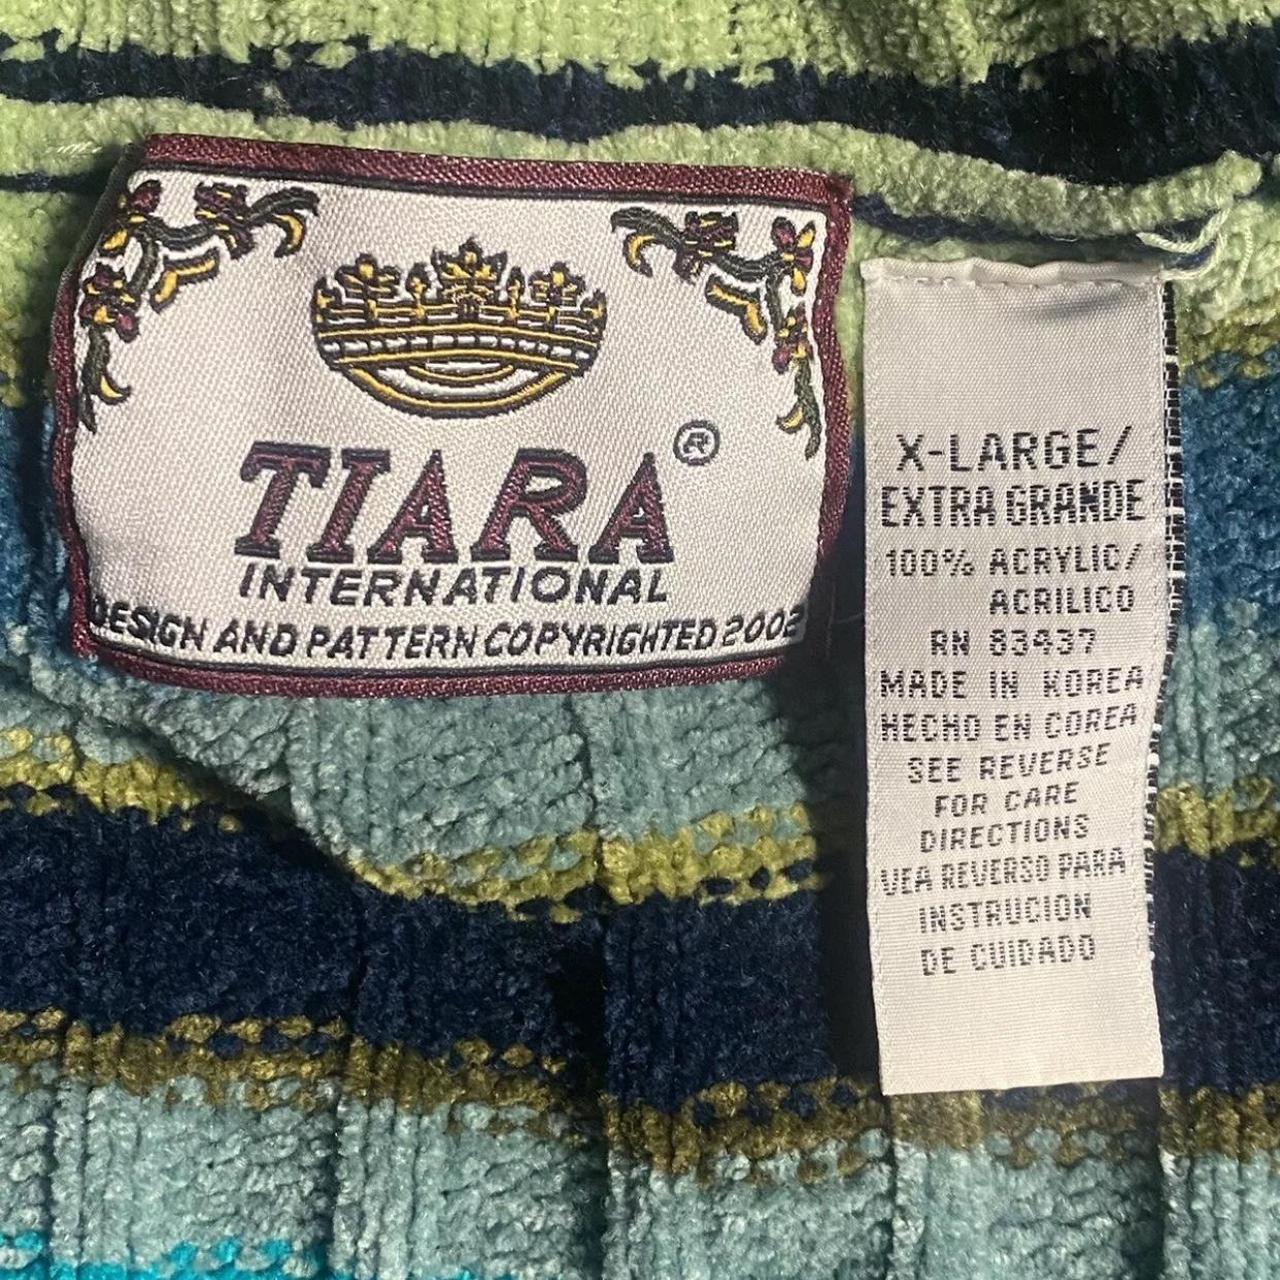 TIARA®
INTERNATIONAL
DESIGN AND PATTERN COPYRIGHTED 2002
X-LARGE/
EXTRA GRANDE
100% ACRYLIC/
ACRILICO
RN 83437
MADE IN KOREA
HECHO EN COREA
SEE REVERSE
FOR CARE
DIRECTIONS
VEA REVERSO PARA
INSTRUCION
DE CUIDADO